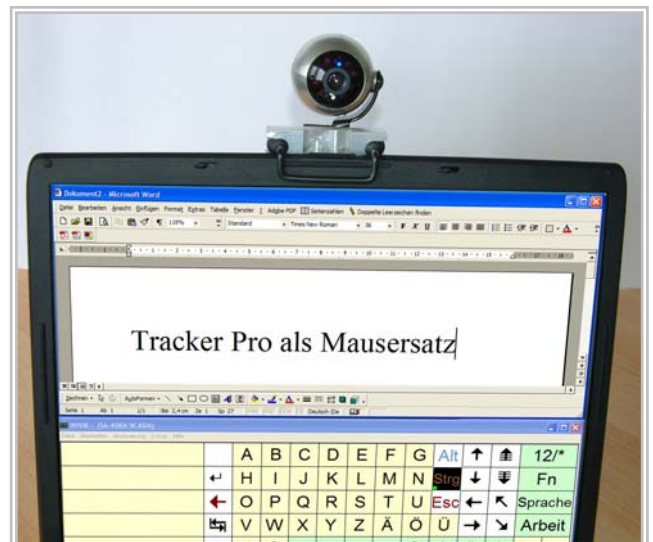 Dokument2 - Microsoft Word
Datei Bearbeiten Ansicht Einfügen Format Extras Tabelle Fenster ? Adobe PDF Seitenzahlen Doppelte Leerzeichen finden
118% Standard Times New Roman 36 F K U
Tracker Pro als Mausersatz
Zeichnen AutoFormen
Seite 1 Ab 1 1/1 Bei 2,4 cm Ze 1 Sp 27 Deutsch (De
A B C D E F G Alt 12/*
H I J K L M N Strg Fn
O P Q R S T U Esc Sprache
V W X Y Z Ä Ö Ü Arbeit